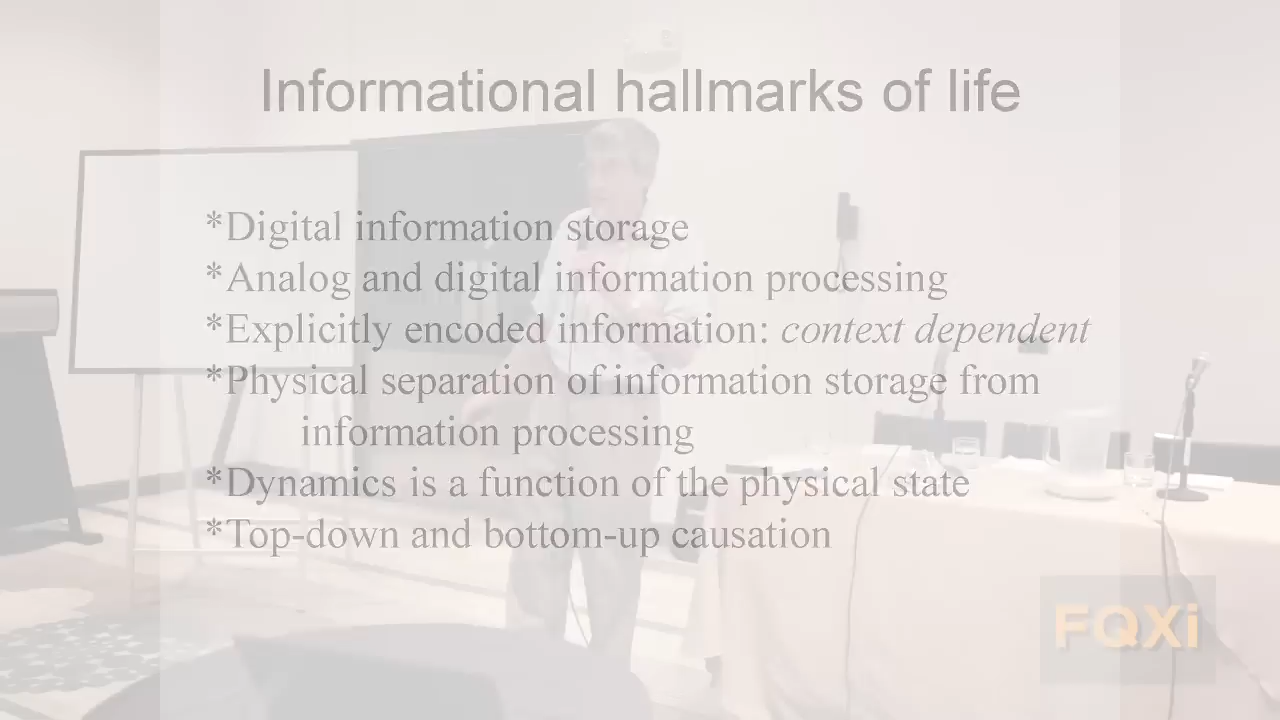 Informational hallmarks of life
*Digital information storage
*Analog and digital information processing
*Explicitly encoded information: context dependent
*Physical separation of information storage from
information processing
*Dynamics is a function of the physical state
*Top-down and bottom-up causation
FQXi